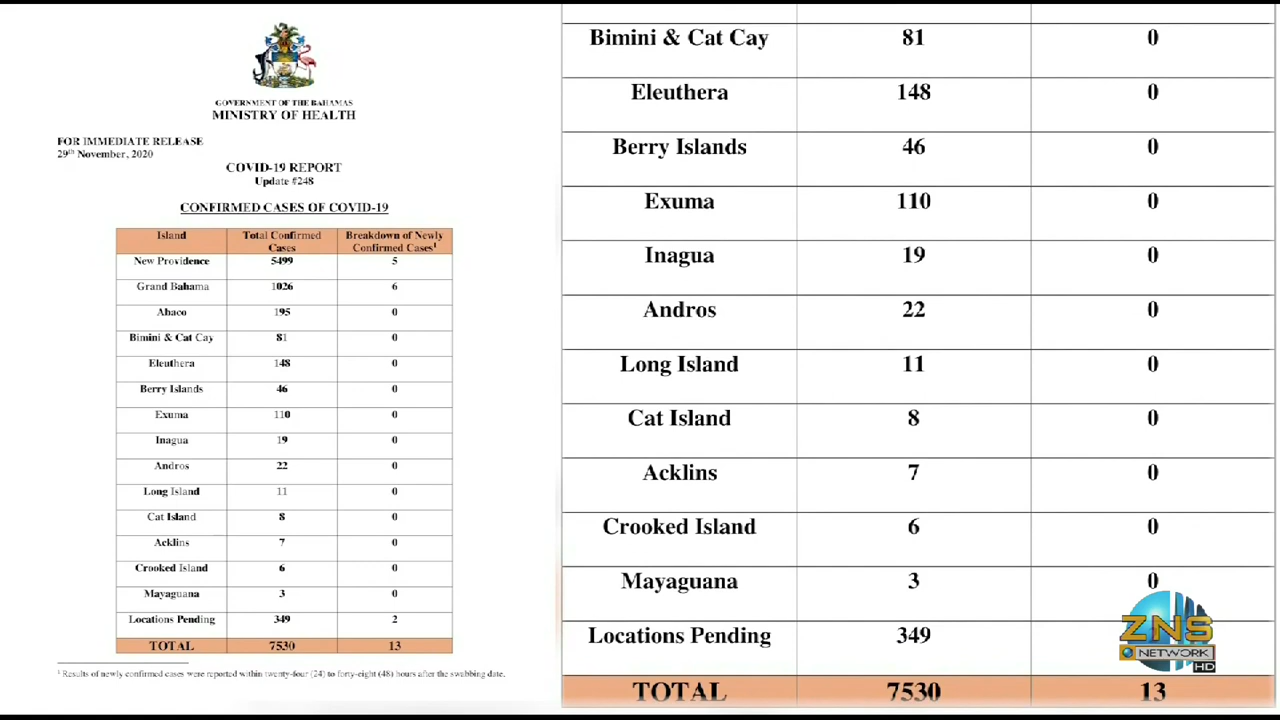 GOVERNMENT OF THE BAHAMAS
MINISTRY OF HEALTH
FOR IMMEDIATE RELEASE
29th November, 2020
COVID-19 REPORT
Update #248
CONFIRMED CASES OF COVID-19
Island Total Confirmed Cases Breakdown of Newly Confirmed Cases¹
New Providence 5499 5
Grand Bahama 1026 6
Abaco 195 0
Bimini & Cat Cay 81 0
Eleuthera 148 0
Berry Islands 46 0
Exuma 110 0
Inagua 19 0
Andros 22 0
Long Island 11 0
Cat Island 8 0
Acklins 7 0
Crooked Island 6 0
Mayaguana 3 0
Locations Pending 349 2
TOTAL 7530 13
¹ Results of newly confirmed cases were reported within twenty-four (24) to forty-eight (48) hours after the swabbing date.
Bimini & Cat Cay 81 0
Eleuthera 148 0
Berry Islands 46 0
Exuma 110 0
Inagua 19 0
Andros 22 0
Long Island 11 0
Cat Island 8 0
Acklins 7 0
Crooked Island 6 0
Mayaguana 3 0
Locations Pending 349
TOTAL 7530 13
ZNS
NETWORK
HD